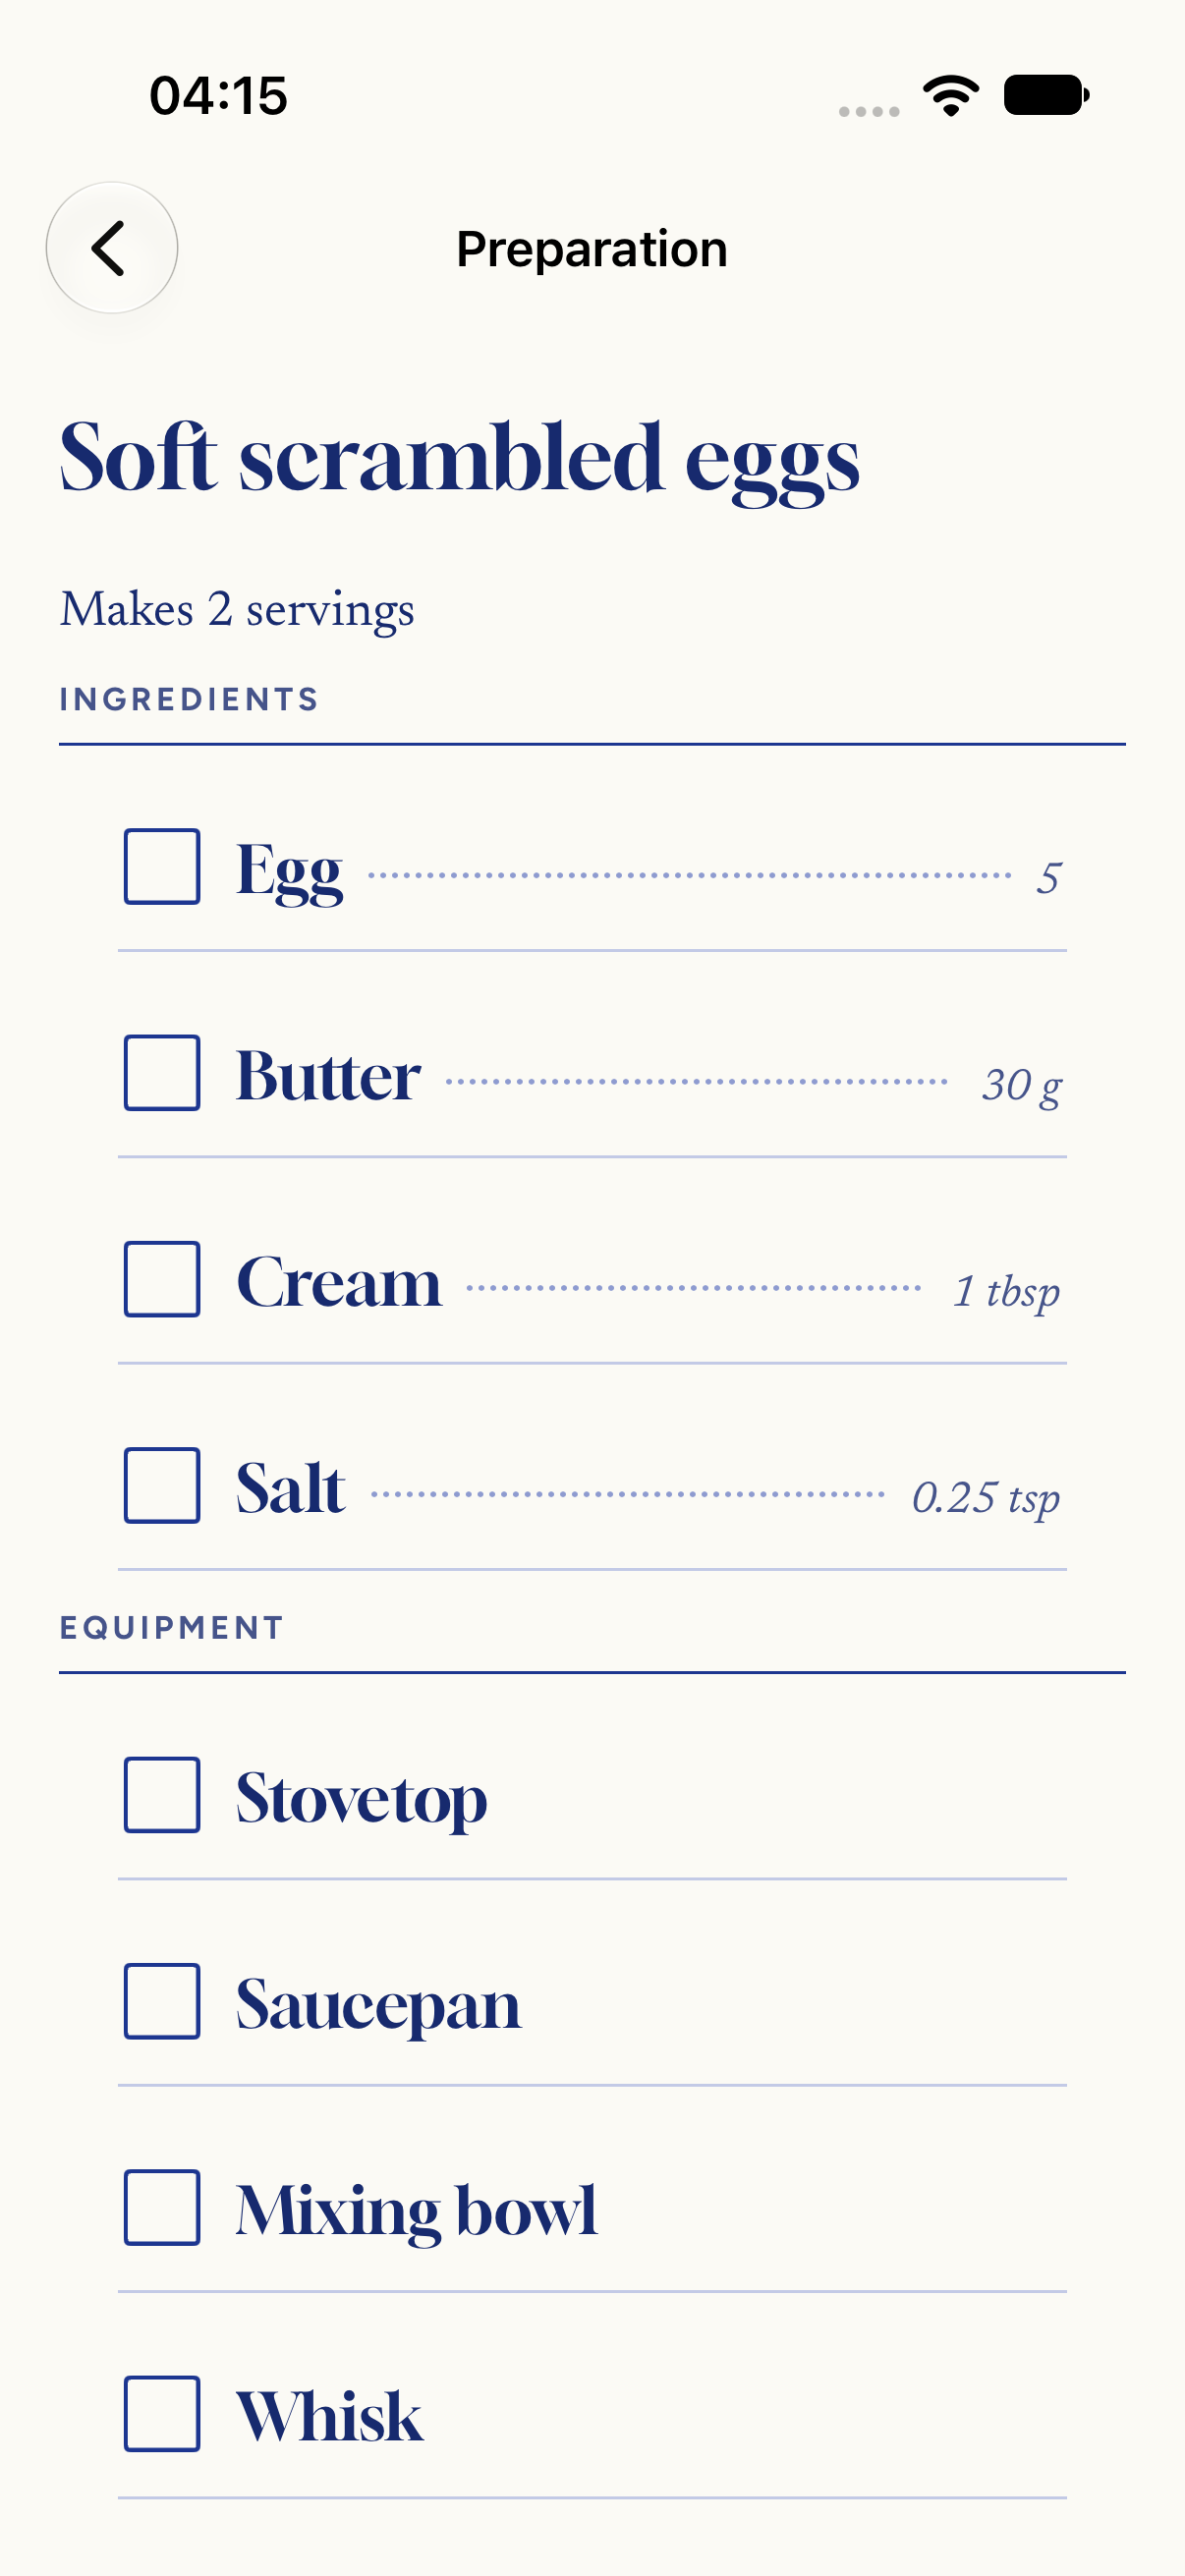 04:15
Preparation
Soft scrambled eggs
Makes 2 servings
INGREDIENTS
Egg 5
Butter 30 g
Cream 1 tbsp
Salt 0.25 tsp
EQUIPMENT
Stovetop
Saucepan
Mixing bowl
Whisk